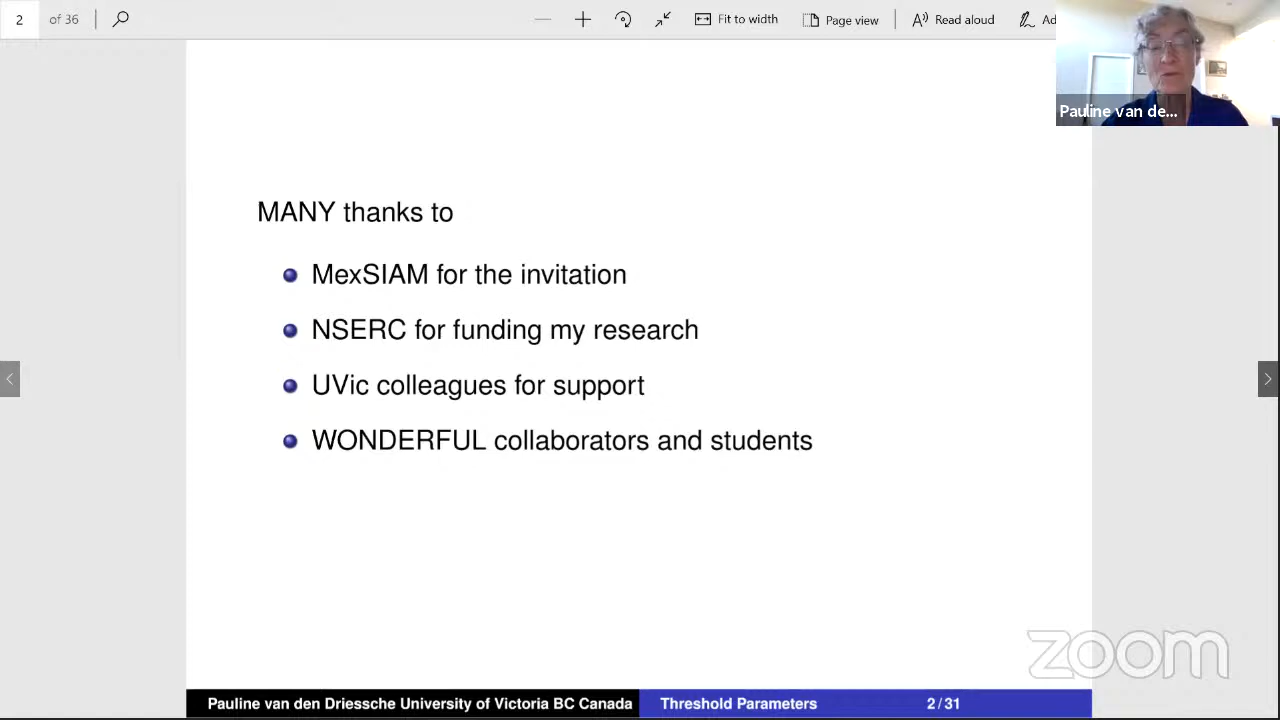 2 of 36
Fit to width
Page view
Read aloud
Ad
Pauline van de...
MANY thanks to
MexSIAM for the invitation
NSERC for funding my research
UVic colleagues for support
WONDERFUL collaborators and students
zoom
Pauline van den Driessche University of Victoria BC Canada
Threshold Parameters
2/31